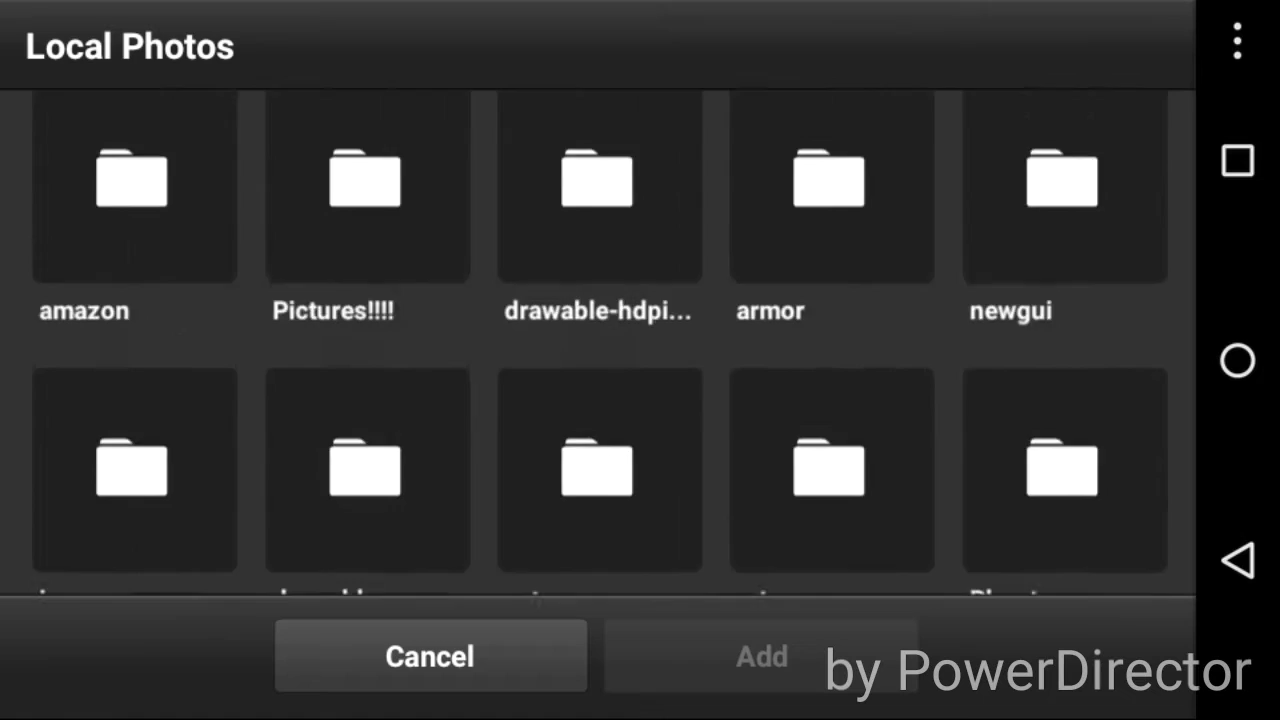 Local Photos
amazon
Pictures!!!!
drawable-hdpi...
armor
newgui
Cancel
Add
by PowerDirector